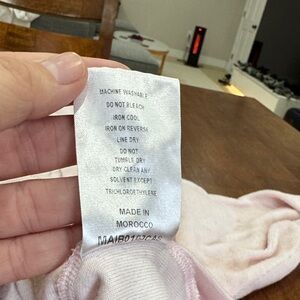 MACHINE WASHABLE
DO NOT BLEACH
IRON COOL
IRON ON REVERSE
LINE DRY
DO NOT
TUMBLE DRY
DRY CLEAN ANY
SOLVENT EXCEPT
TRICHLOROETHYLENE
MADE IN
MOROCCO